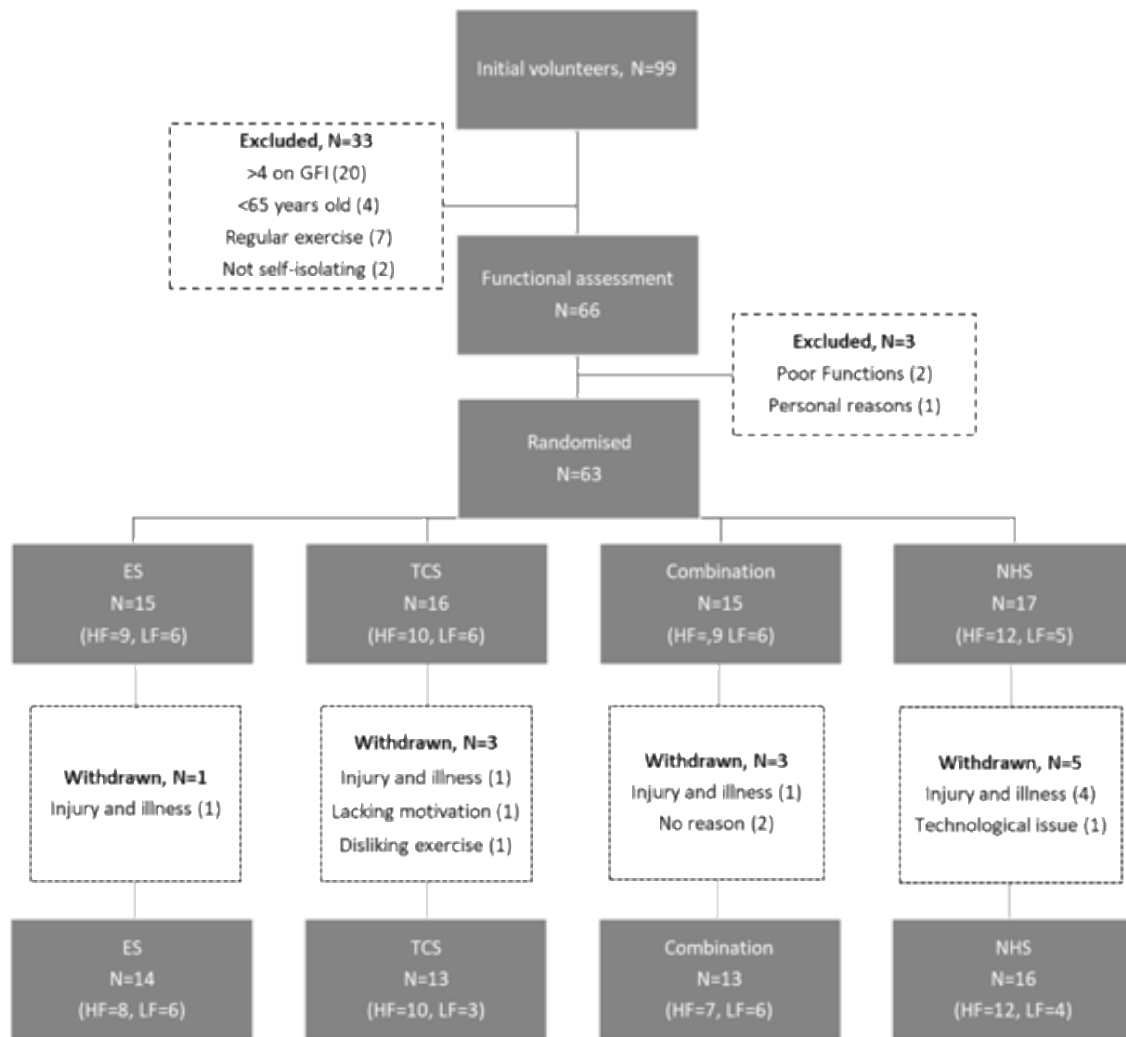 Initial volunteers, N=99
Excluded, N=33
>4 on GFI (20)
<65 years old (4)
Regular exercise (7)
Not self-isolating (2)
Functional assessment
N=66
Excluded, N=3
Poor Functions (2)
Personal reasons (1)
Randomised
N=63
ES
N=15
(HF=9, LF=6)
TCS
N=16
(HF=10, LF=6)
Combination
N=15
(HF=,9 LF=6)
NHS
N=17
(HF=12, LF=5)
Withdrawn, N=1
Injury and illness (1)
Withdrawn, N=3
Injury and illness (1)
Lacking motivation (1)
Disliking exercise (1)
Withdrawn, N=3
Injury and illness (1)
No reason (2)
Withdrawn, N=5
Injury and illness (4)
Technological issue (1)
ES
N=14
(HF=8, LF=6)
TCS
N=13
(HF=10, LF=3)
Combination
N=13
(HF=7, LF=6)
NHS
N=16
(HF=12, LF=4)